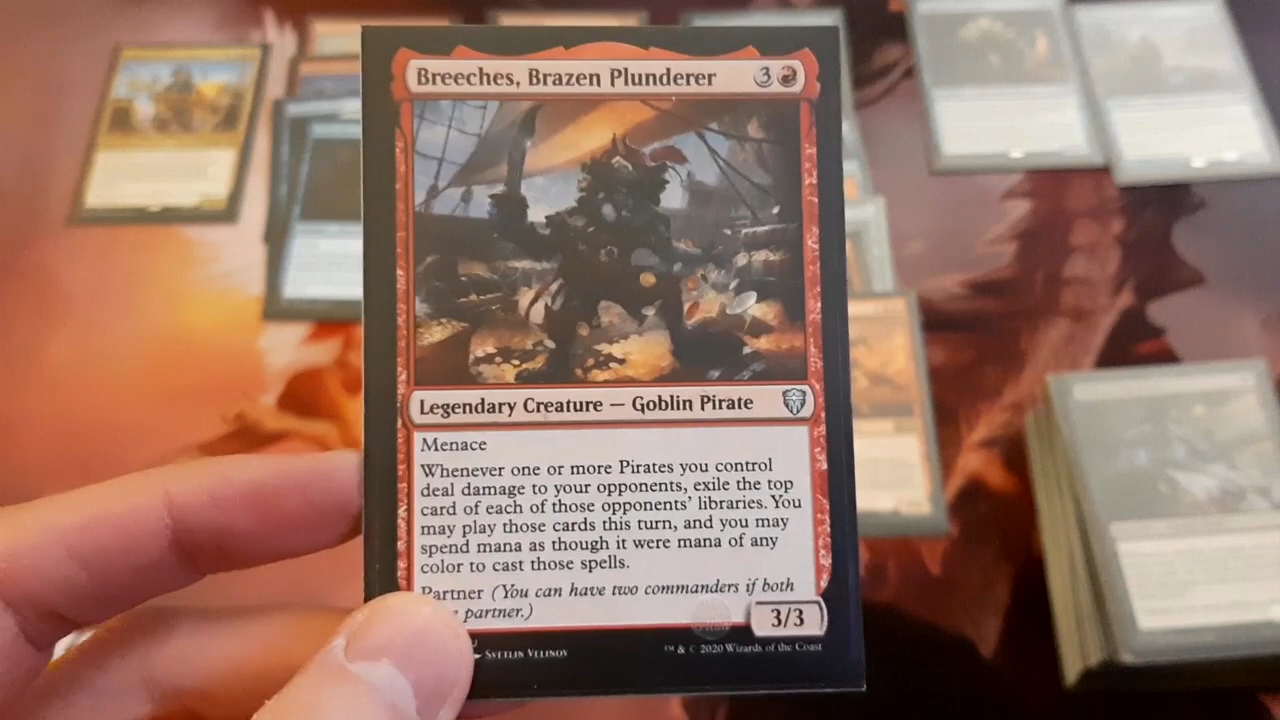 Breeches, Brazen Plunderer 3
Legendary Creature — Goblin Pirate
Menace
Whenever one or more Pirates you control
deal damage to your opponents, exile the top
card of each of those opponents' libraries. You
may play those cards this turn, and you may
spend mana as though it were mana of any
color to cast those spells.
Partner (You can have two commanders if both
partner.)
3/3
Svetlin Velinov
™ & © 2020 Wizards of the Coast